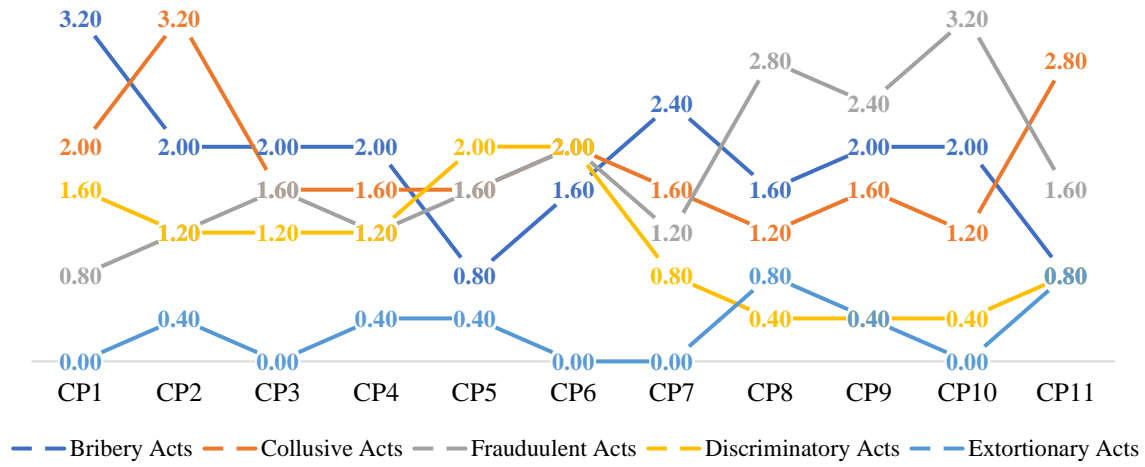 3.20 3.20 3.20
2.80 2.80
2.40 2.40
2.00 2.00 2.00 2.00 2.00 2.00 2.00 2.00
1.60 1.60 1.60 1.60 1.60 1.60 1.60 1.60 1.60
1.20 1.20 1.20 1.20 1.20 1.20
0.80 0.80 0.80 0.80 0.80
0.40 0.40 0.40 0.40 0.40 0.40
0.00 0.00 0.00 0.00 0.00
CP1 CP2 CP3 CP4 CP5 CP6 CP7 CP8 CP9 CP10 CP11
Bribery Acts Collusive Acts Frauduulent Acts Discriminatory Acts Extortionary Acts